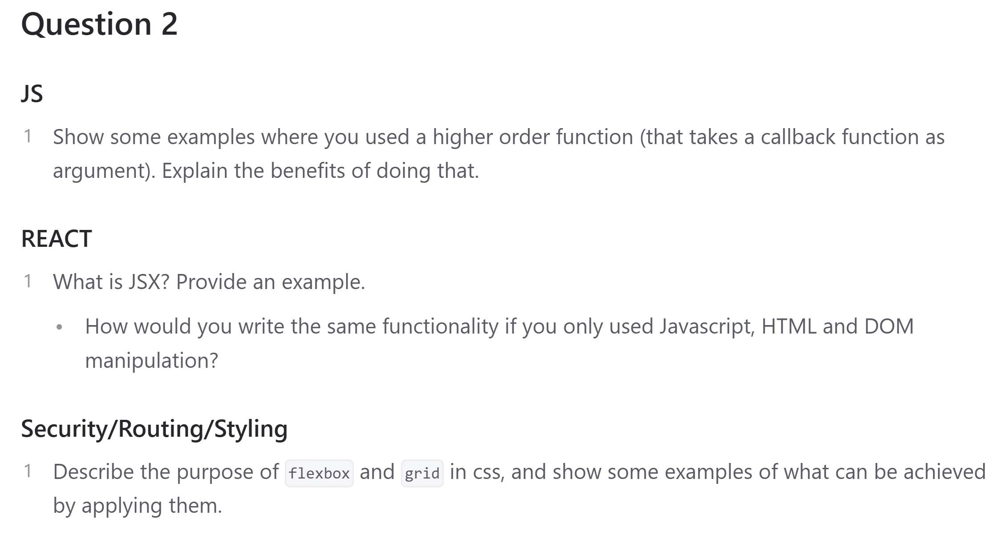 Question 2
JS
1 Show some examples where you used a higher order function (that takes a callback function as
argument). Explain the benefits of doing that.
REACT
1 What is JSX? Provide an example.
• How would you write the same functionality if you only used Javascript, HTML and DOM
manipulation?
Security/Routing/Styling
1 Describe the purpose of flexbox and grid in css, and show some examples of what can be achieved
by applying them.